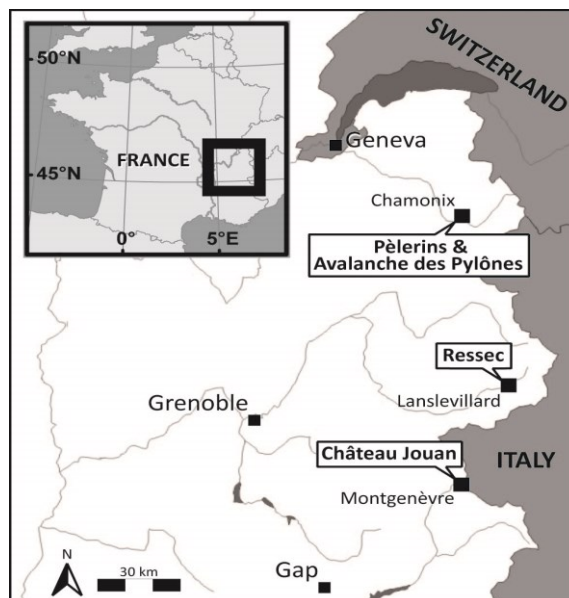 SWITZERLAND
50°N
FRANCE
45°N
0°
5°E
Geneva
Chamonix
Pèlerins &
Avalanche des Pylônes
Ressec
Lanslevillard
Grenoble
Château Jouan
ITALY
Montgenèvre
N
30 km
Gap